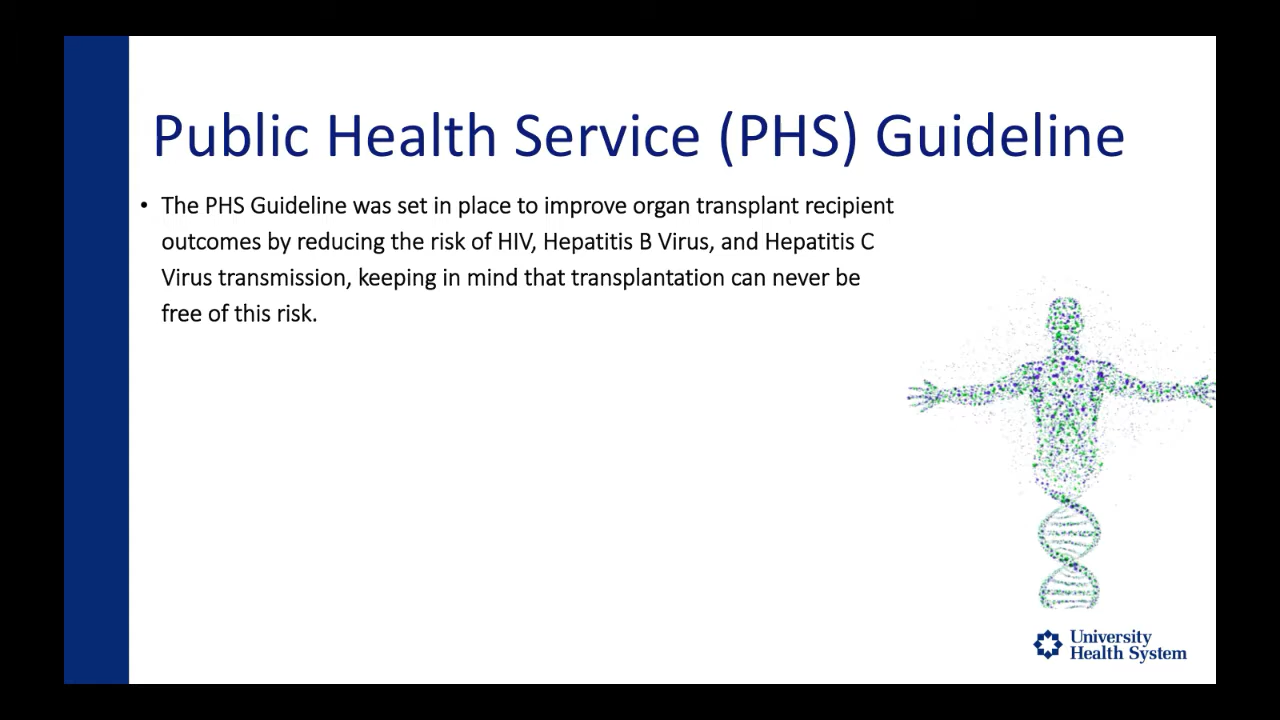 Public Health Service (PHS) Guideline
• The PHS Guideline was set in place to improve organ transplant recipient
outcomes by reducing the risk of HIV, Hepatitis B Virus, and Hepatitis C
Virus transmission, keeping in mind that transplantation can never be
free of this risk.
University
Health System